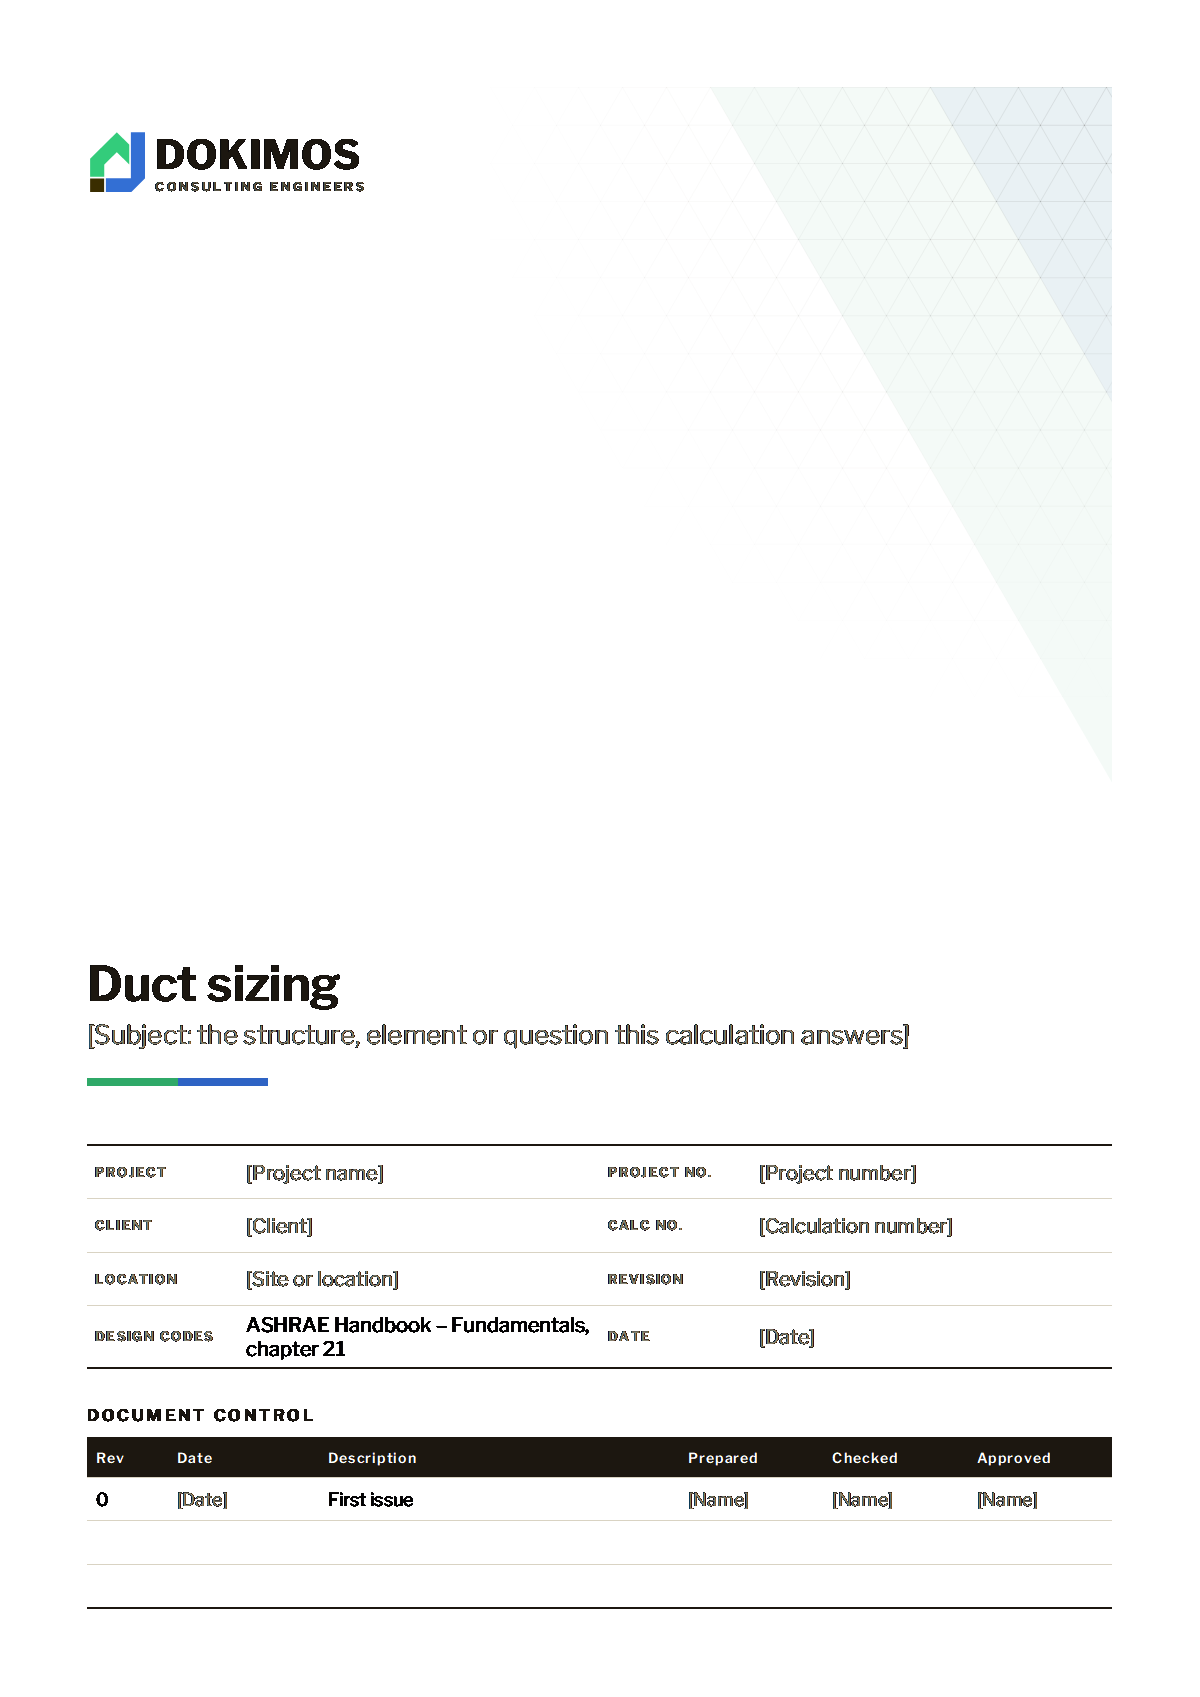 DOKIMOS
CONSULTING ENGINEERS
Duct sizing
[Subject: the structure, element or question this calculation answers]
PROJECT [Project name] PROJECT NO. [Project number]
CLIENT [Client] CALC NO. [Calculation number]
LOCATION [Site or location] REVISION [Revision]
DESIGN CODES ASHRAE Handbook – Fundamentals, chapter 21 DATE [Date]
DOCUMENT CONTROL
Rev Date Description Prepared Checked Approved
0 [Date] First issue [Name] [Name] [Name]